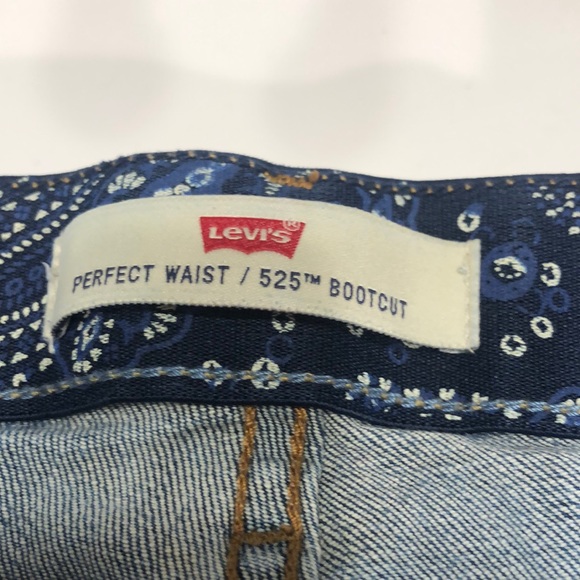 Levi's®
PERFECT WAIST / 525™ BOOTCUT